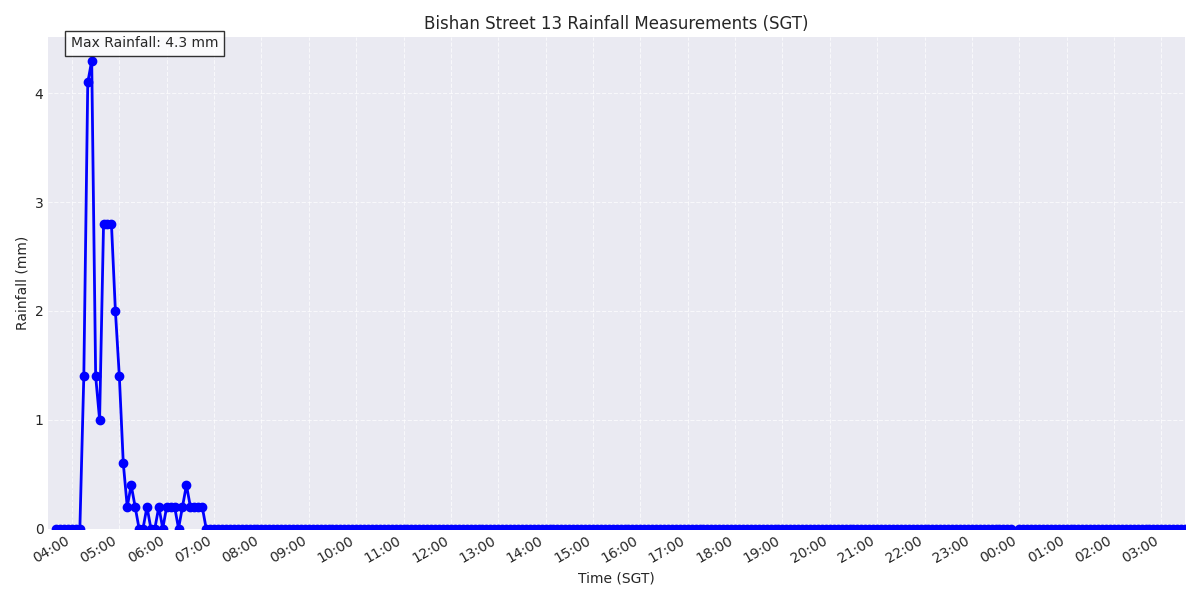 Bishan Street 13 Rainfall Measurements (SGT)
Max Rainfall: 4.3 mm
4
3
2
1
0
Rainfall (mm)
04:00 05:00 06:00 07:00 08:00 09:00 10:00 11:00 12:00 13:00 14:00 15:00 16:00 17:00 18:00 19:00 20:00 21:00 22:00 23:00 00:00 01:00 02:00 03:00
Time (SGT)